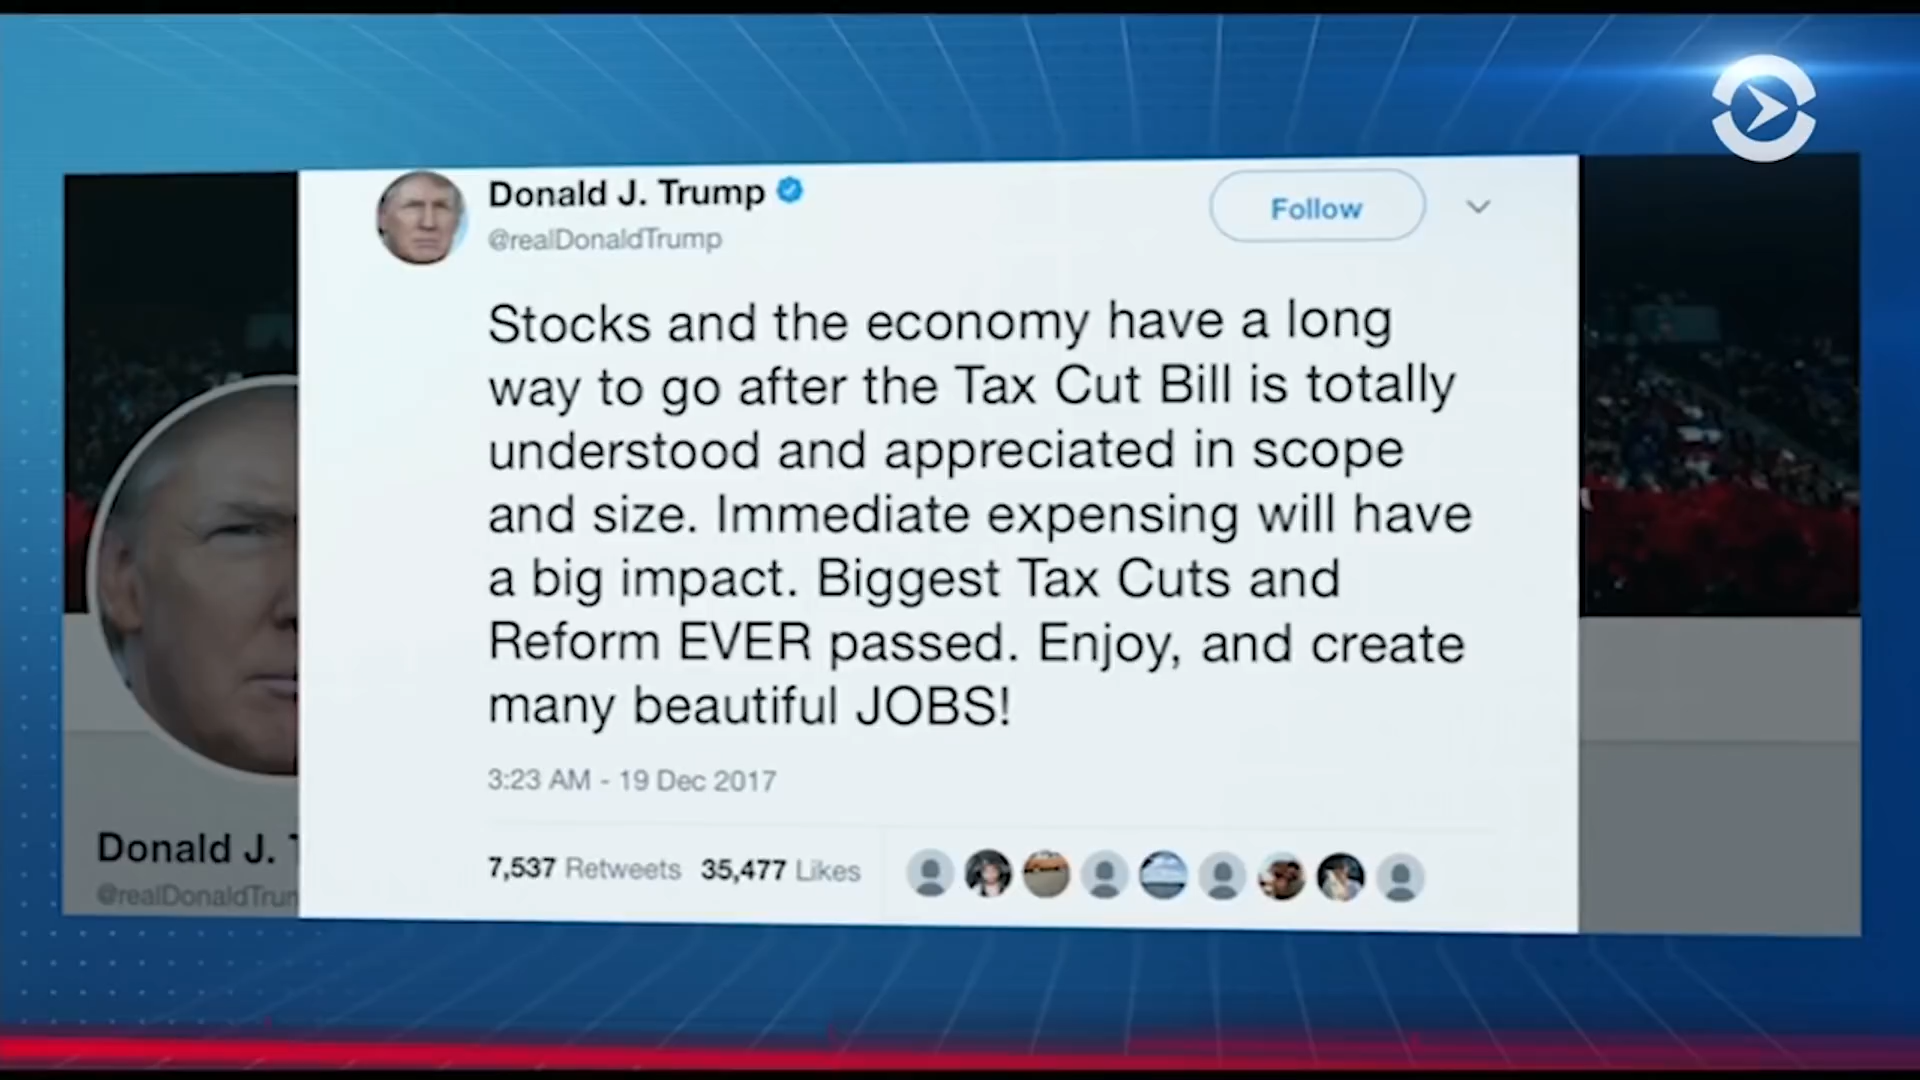 Donald J. Trump
@realDonaldTrump
Follow
Stocks and the economy have a long
way to go after the Tax Cut Bill is totally
understood and appreciated in scope
and size. Immediate expensing will have
a big impact. Biggest Tax Cuts and
Reform EVER passed. Enjoy, and create
many beautiful JOBS!
3:23 AM - 19 Dec 2017
7,537 Retweets 35,477 Likes
Donald J.
@realDonaldTrum